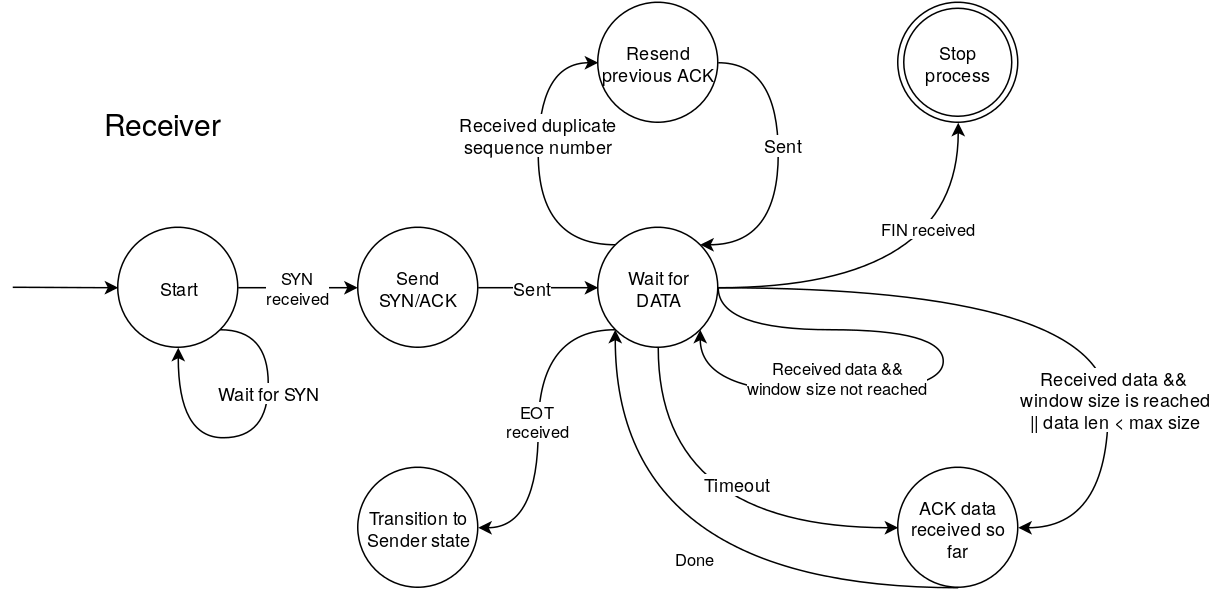 Resend
previous ACK
Stop
process
Receiver
Received duplicate
sequence number
Sent
FIN received
Start
SYN
received
Send
SYN/ACK
Sent
Wait for
DATA
Wait for SYN
Received data &&
window size not reached
Received data &&
window size is reached
|| data len < max size
EOT
received
Timeout
Transition to
Sender state
ACK data
received so
far
Done